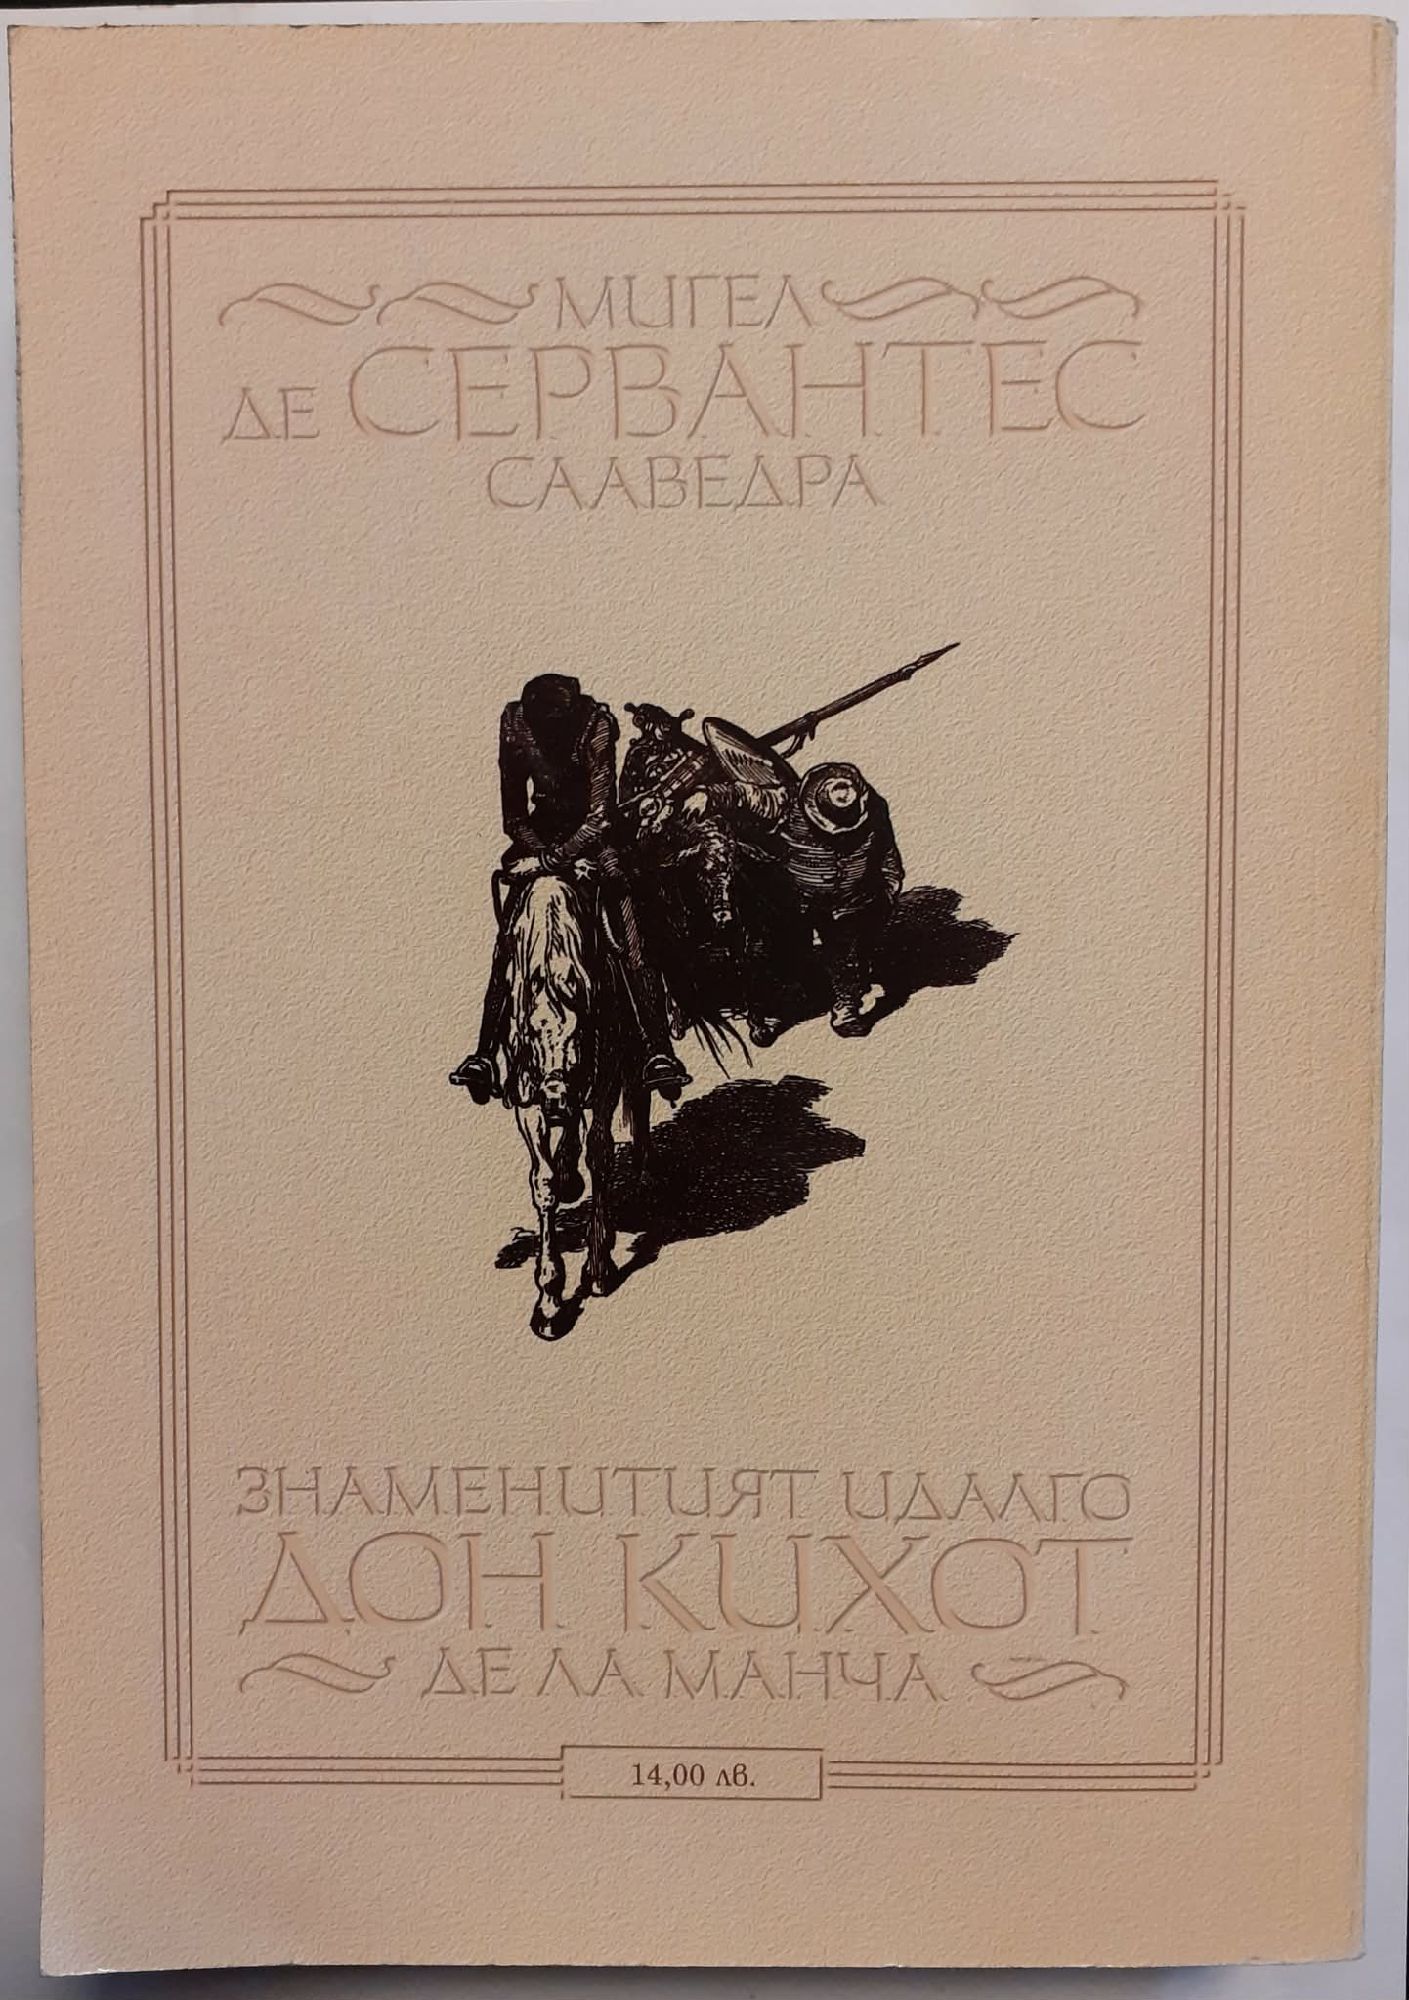 МИГЕЛ
ДЕ СЕРВАНТЕС
СААВЕДРА
ЗНАМЕНИТИЯТ ИДАЛГО
ДОН КИХОТ
ДЕ ЛА МАНЧА
14,00 лв.